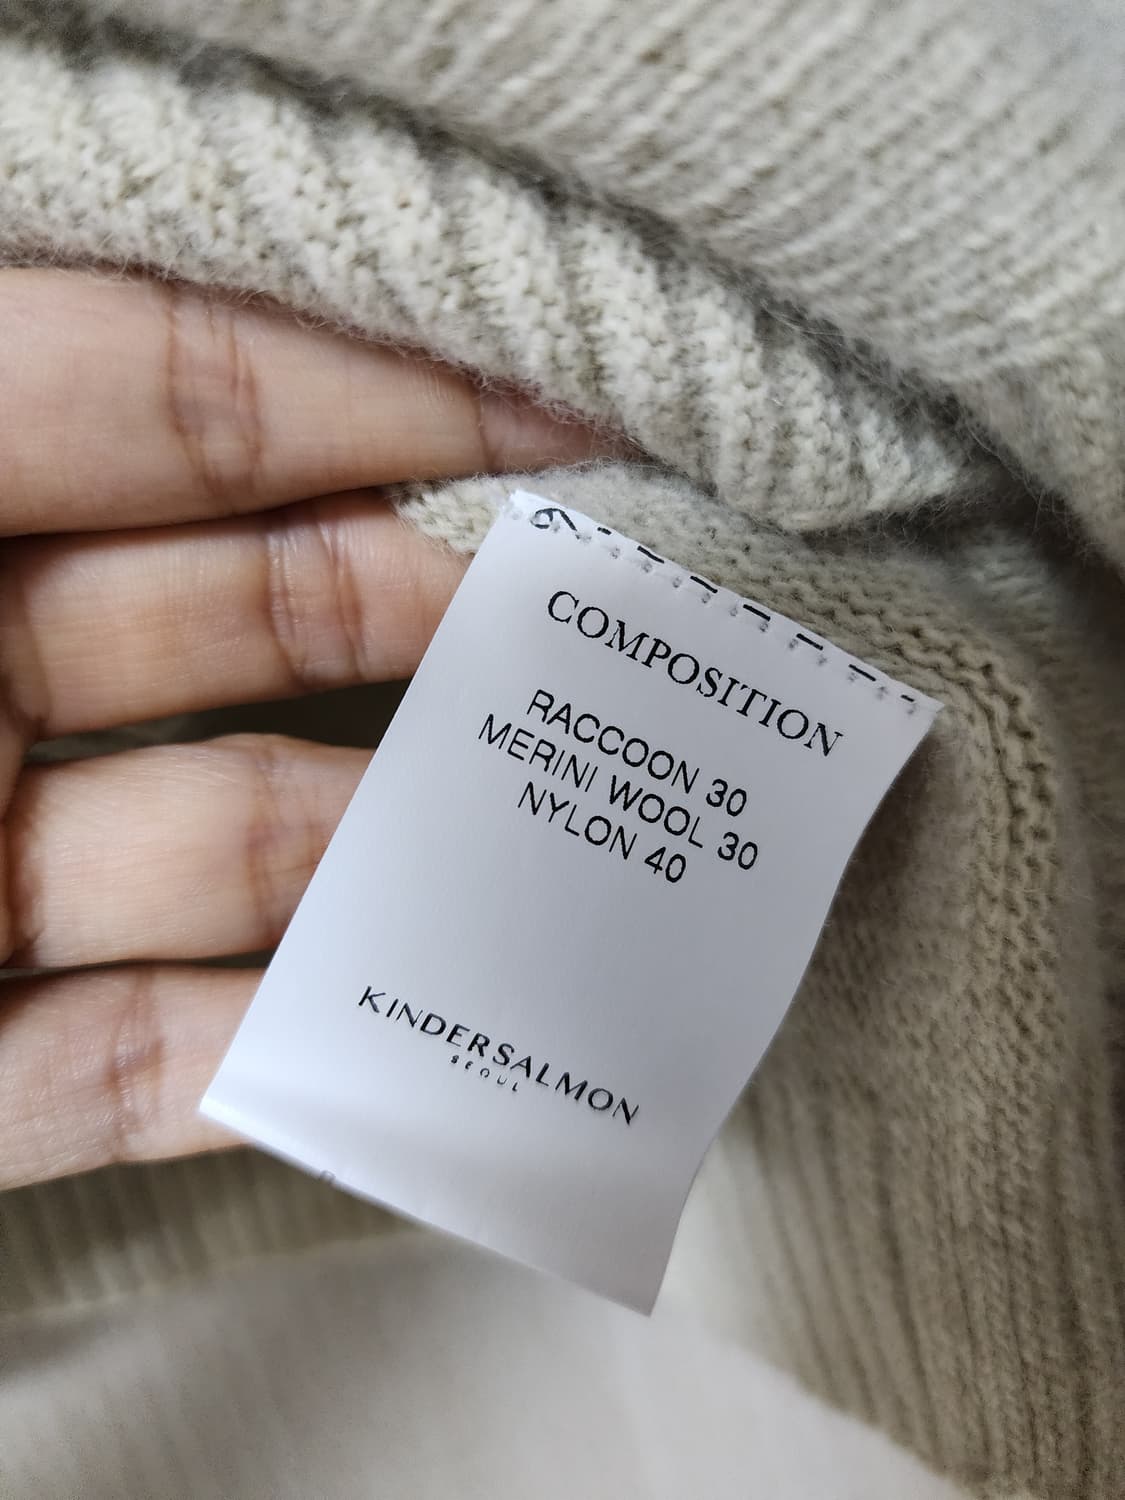 COMPOSITION
RACCOON 30
MERINI WOOL 30
NYLON 40
KINDERSALMON
SEOUL